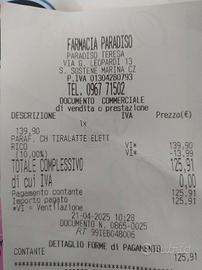 FARMACIA PARADISO
PARADISO TERESA
VIA G. LEOPARDI 13
S. SOSTENE MARINA CZ
P.IVA 01304280793
TEL. 0967 71502
DOCUMENTO COMMERCIALE
di vendita o prestazione
DESCRIZIONE IVA Prezzo(€)
1x
139,90
PARAF. CH TIRALATTE ELETT
RICO VI* 139,90
(10,00%) VI* -13,99
TOTALE COMPLESSIVO 125,91
di cui IVA 0,00
Pagamento contante 125,91
Importo pagato 125,91
*VI = Ventilazione
21-04-2025 10:28
DOCUMENTO N. 0865-0025
RT 99IEB048006
DETTAGLIO FORME di PAGAMENTO
CONTANTE 125,91